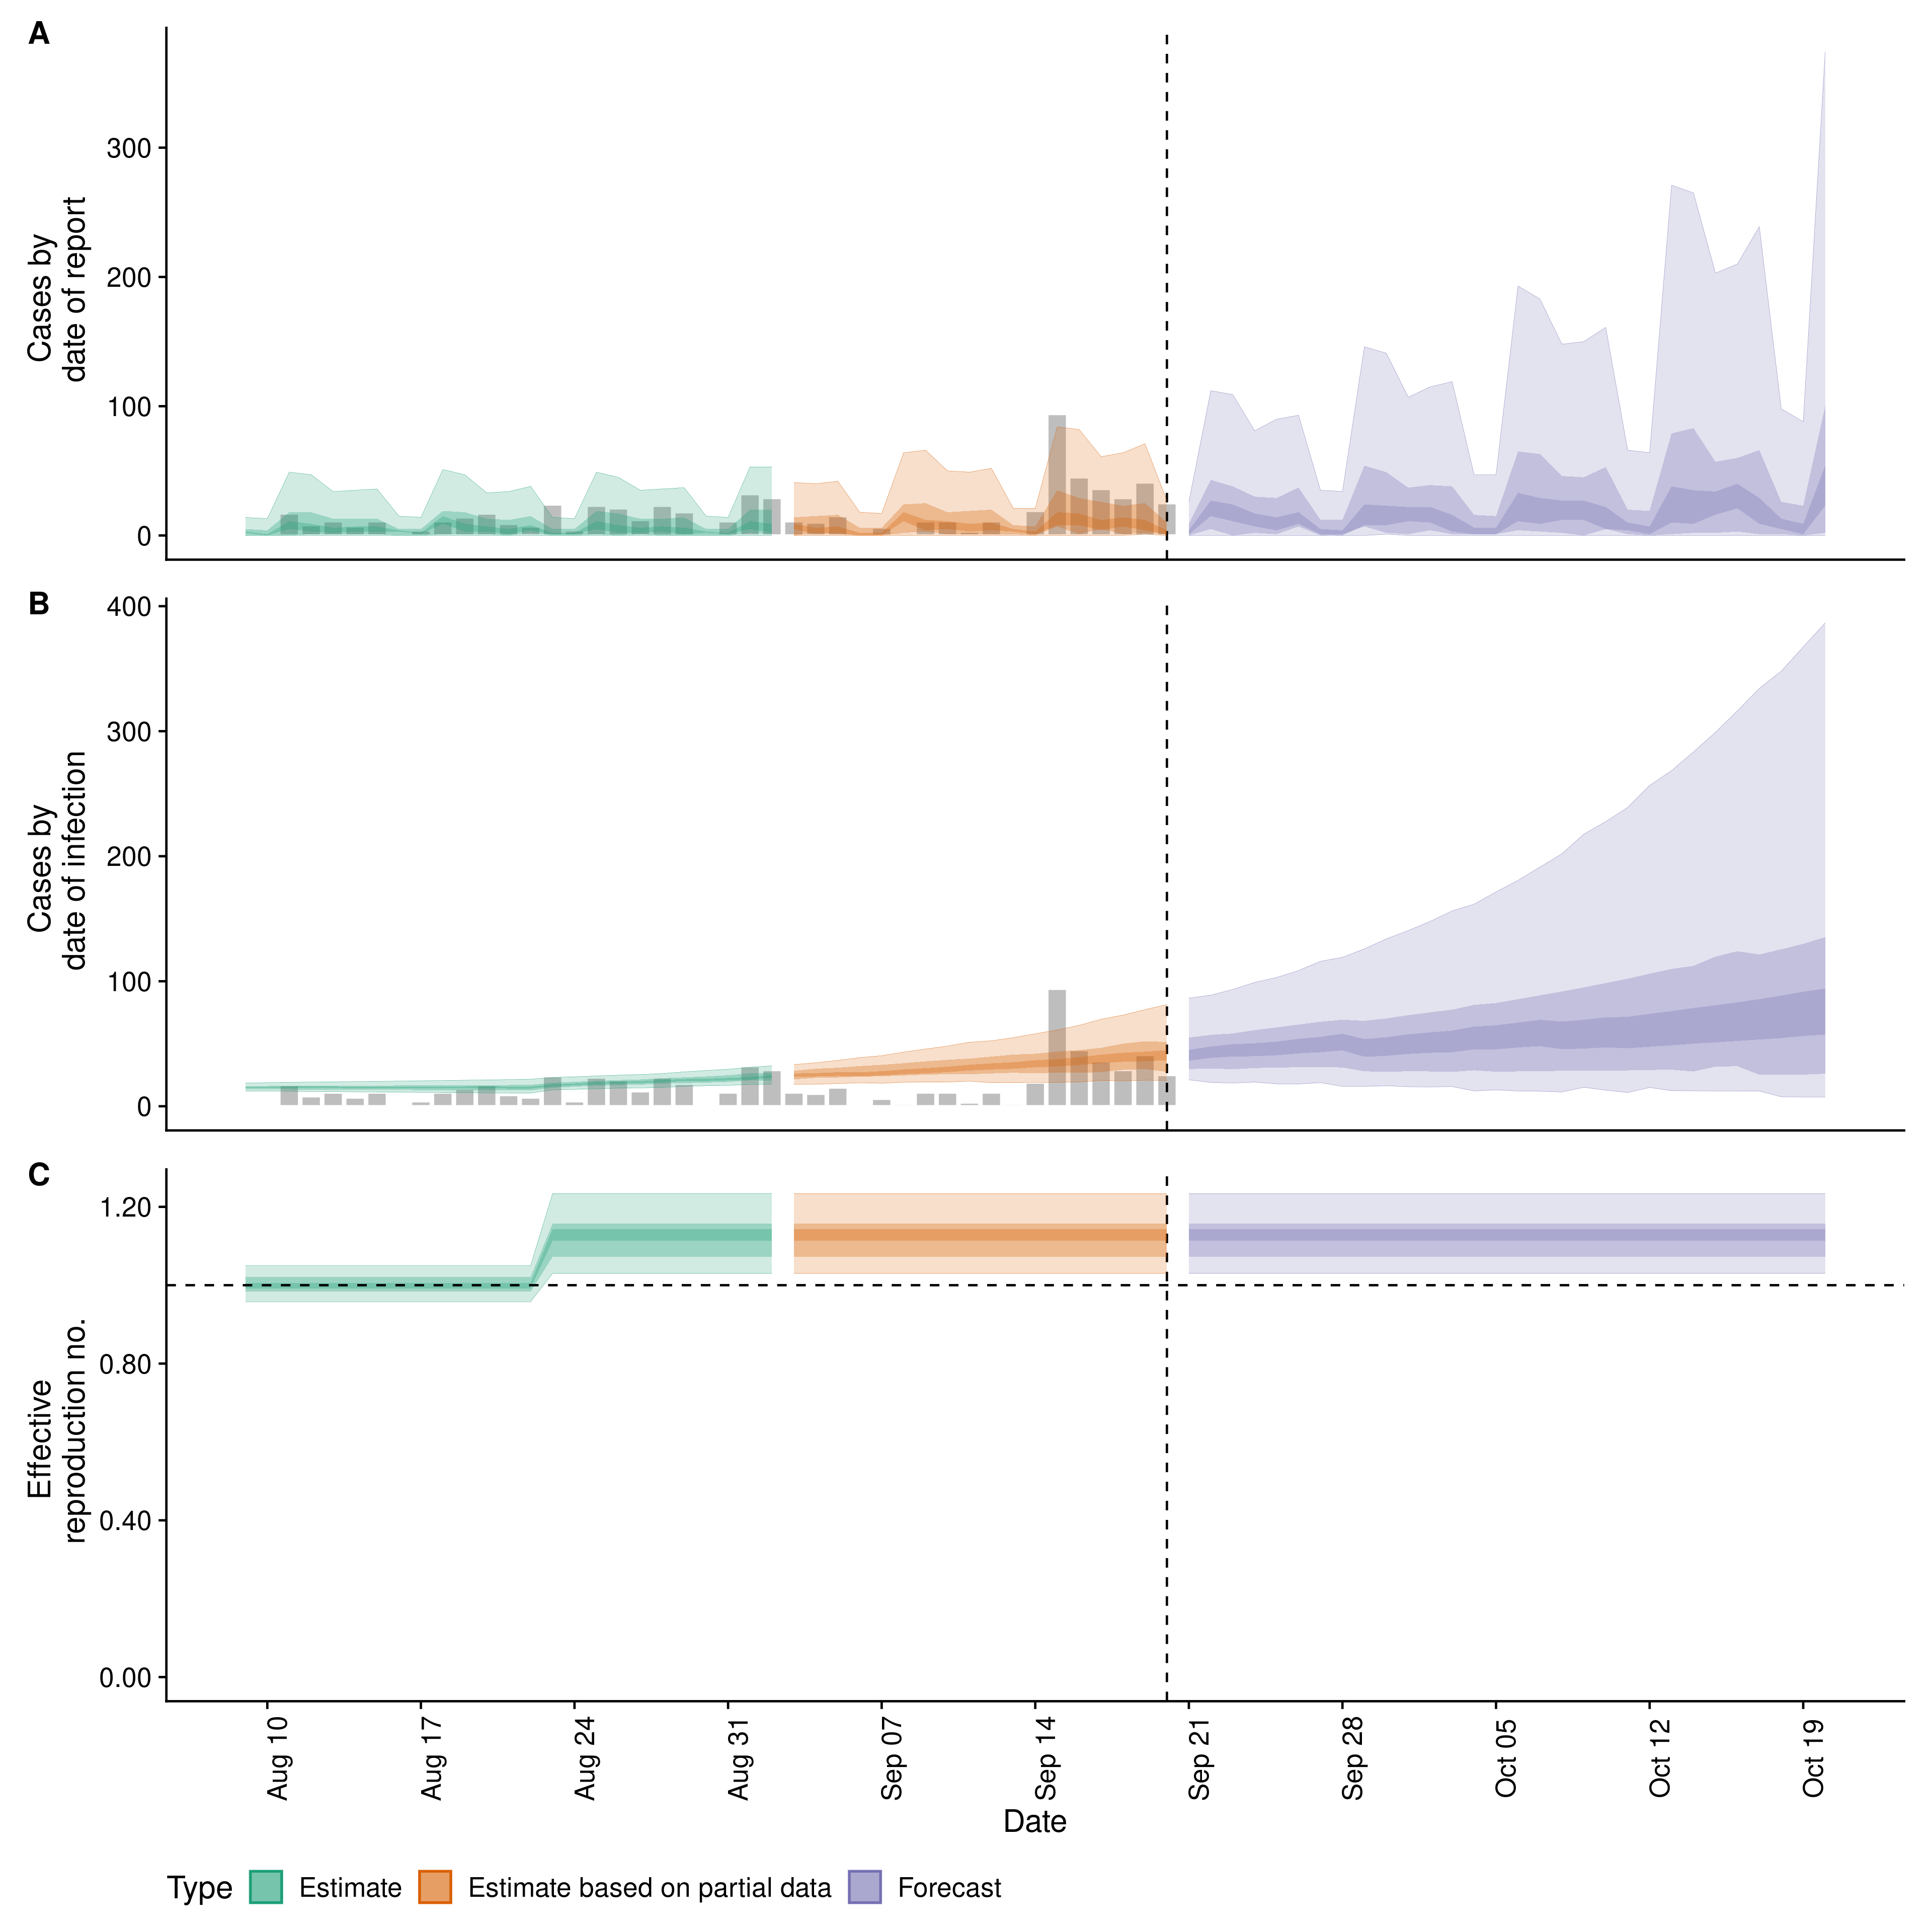 A
Cases by
date of report
300
200
100
0
B
Cases by
date of infection
400
300
200
100
0
C
Effective
reproduction no.
1.20
0.80
0.40
0.00
Aug 10
Aug 17
Aug 24
Aug 31
Sep 07
Sep 14
Sep 21
Sep 28
Oct 05
Oct 12
Oct 19
Date
Type Estimate Estimate based on partial data Forecast